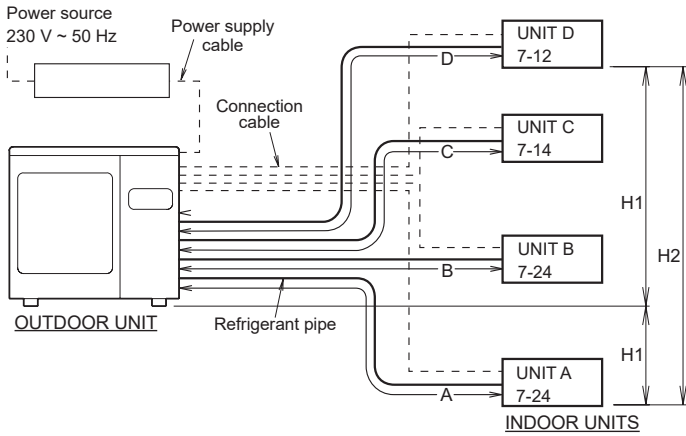 Power source
230 V ~ 50 Hz
Power supply
cable
Connection
cable
UNIT D
7-12
D
UNIT C
7-14
C
H1
H2
UNIT B
7-24
B
OUTDOOR UNIT
Refrigerant pipe
H1
UNIT A
7-24
A
INDOOR UNITS